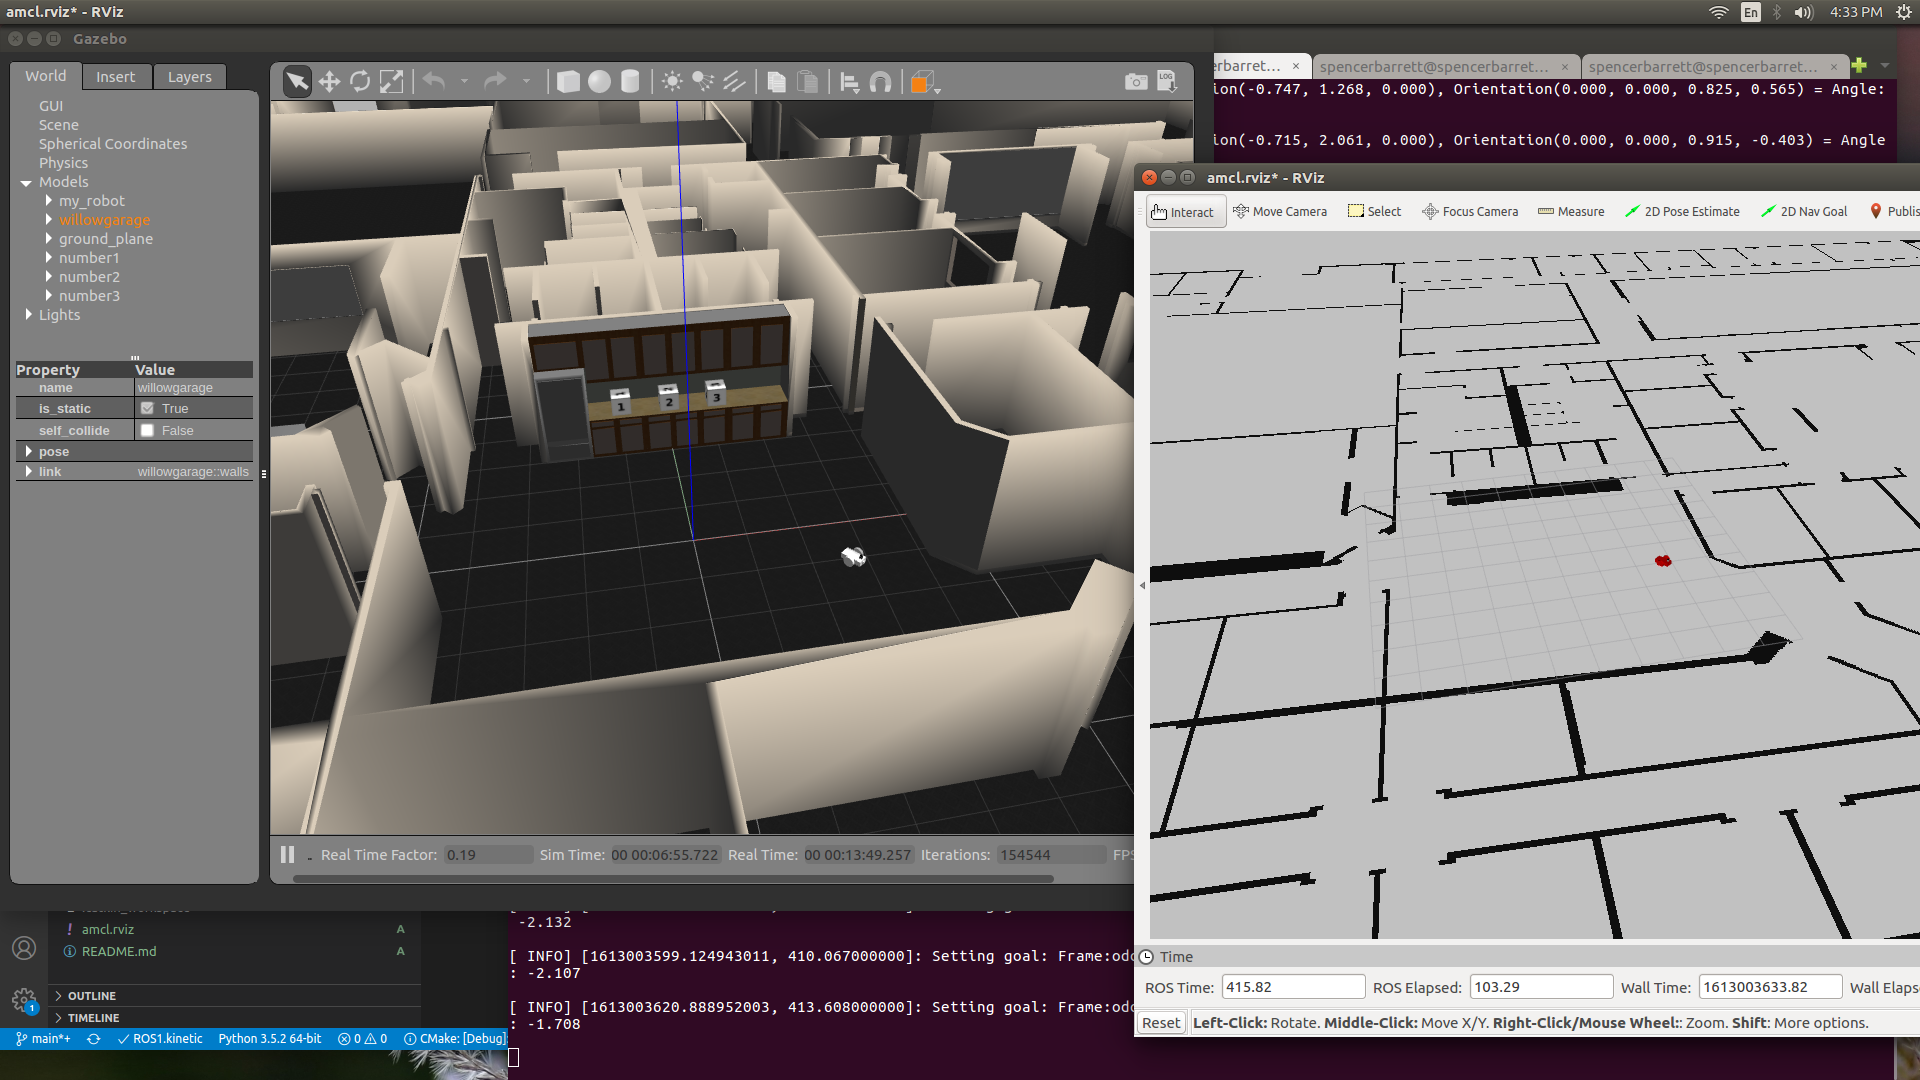 amcl.rviz* - RViz
En 4:33 PM
Gazebo
World Insert Layers
GUI
Scene
Spherical Coordinates
Physics
Models
my_robot
willowgarage
ground_plane
number1
number2
number3
Lights
Property Value
name willowgarage
is_static True
self_collide False
pose
link willowgarage::walls
LOG
1 2 3
Real Time Factor: 0.19 Sim Time: 00 00:06:55.722 Real Time: 00 00:13:49.257 Iterations: 154544 FPS
erbarret... × spencerbarrett@spencerbarret... × spencerbarrett@spencerbarret... ×
ion(-0.747, 1.268, 0.000), Orientation(0.000, 0.000, 0.825, 0.565) = Angle:
ion(-0.715, 2.061, 0.000), Orientation(0.000, 0.000, 0.915, -0.403) = Angle
amcl.rviz* - RViz
Interact Move Camera Select Focus Camera Measure 2D Pose Estimate 2D Nav Goal Publis
Time
ROS Time: 415.82 ROS Elapsed: 103.29 Wall Time: 1613003633.82 Wall Elaps
Reset Left-Click: Rotate. Middle-Click: Move X/Y. Right-Click/Mouse Wheel:: Zoom. Shift: More options.
! amcl.rviz A
README.md A
OUTLINE
TIMELINE
1
main*+ ROS1.kinetic Python 3.5.2 64-bit 0 0 CMake: [Debug]
-2.132
[ INFO] [1613003599.124943011, 410.067000000]: Setting goal: Frame:odo
: -2.107
[ INFO] [1613003620.888952003, 413.608000000]: Setting goal: Frame:odo
: -1.708